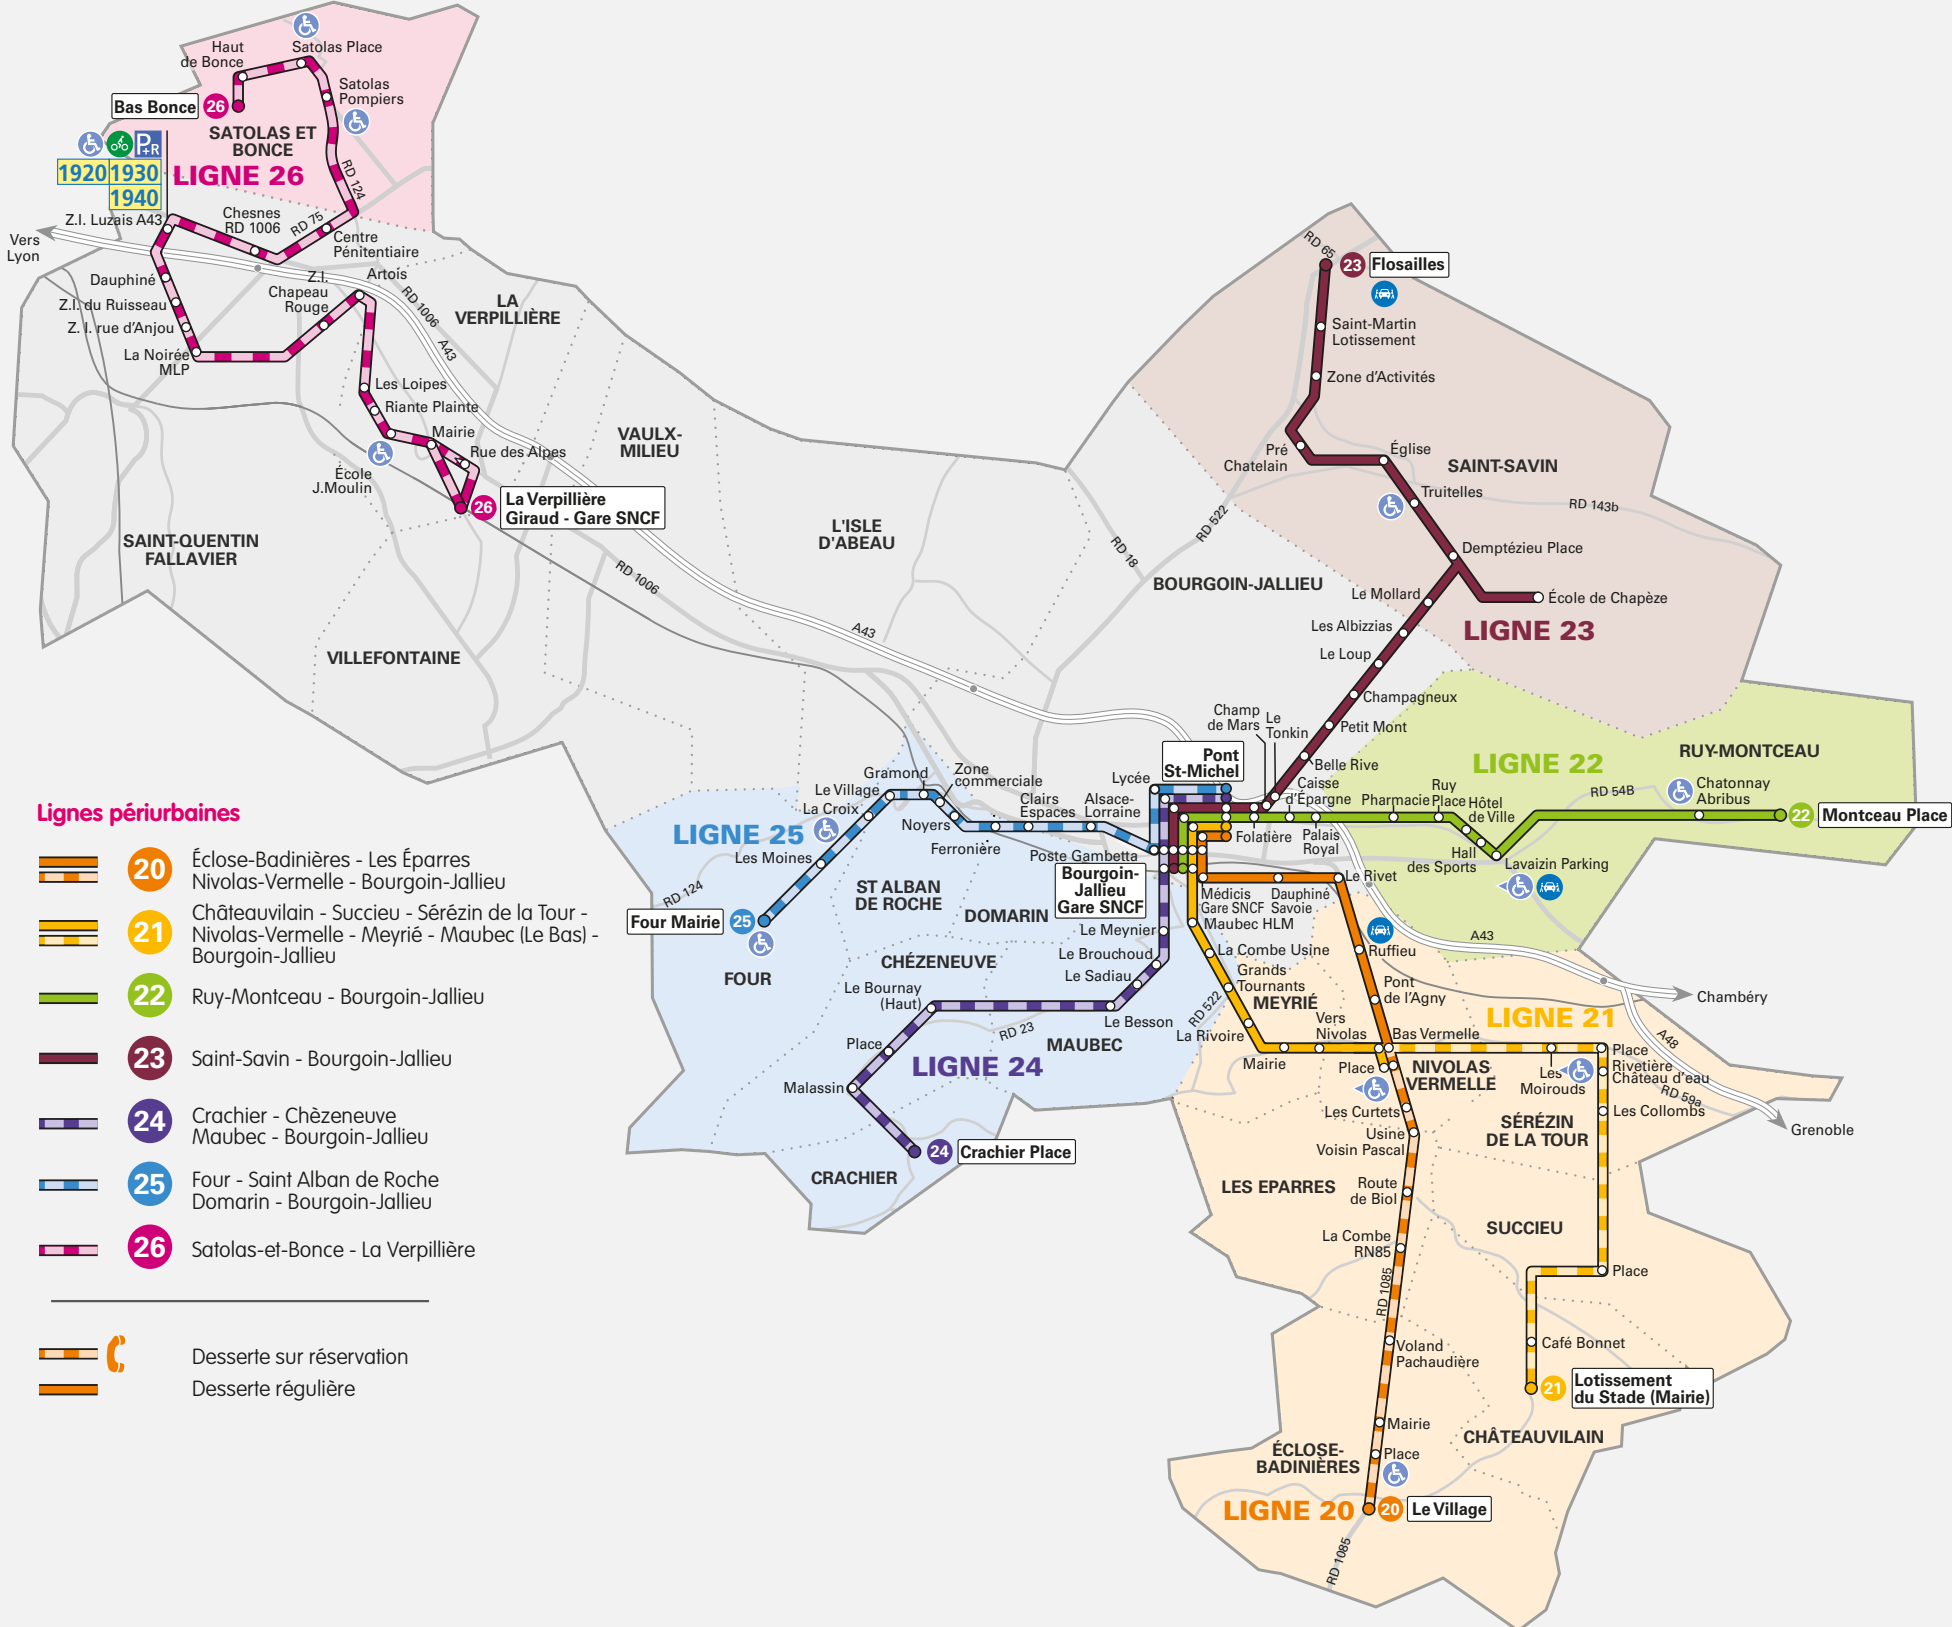 Haut
de Bonce
Satolas Place
Satolas
Pompiers
Bas Bonce
26
SATOLAS ET
BONCE
P+R
1920
1930
1940
LIGNE 26
RD 124
Z.I. Luzais A43
Chesnes
RD 1006
RD 75
Centre
Pénitentiaire
Vers
Lyon
Dauphiné
Z.I. du Ruisseau
Z. I. rue d'Anjou
La Noirée
MLP
Z.I.
Chapeau
Rouge
Artois
RD 1006
A43
LA
VERPILLIÈRE
Les Loipes
Riante Plainte
Mairie
Rue des Alpes
École
J.Moulin
26
La Verpillière
Giraud - Gare SNCF
VAULX-
MILIEU
SAINT-QUENTIN
FALLAVIER
L'ISLE
D'ABEAU
RD 1006
VILLEFONTAINE
A43
RD 65
23
Flosailles
Saint-Martin
Lotissement
Zone d'Activités
Pré
Chatelain
Église
SAINT-SAVIN
Truitelles
RD 143b
RD 522
RD 18
Demptézieu Place
BOURGOIN-JALLIEU
Le Mollard
École de Chapèze
Les Albizzias
LIGNE 23
Le Loup
Champagneux
Petit Mont
Champ
de Mars
Le
Tonkin
Belle Rive
Pont
St-Michel
Lycée
Caisse
d'Épargne
Pharmacie
Ruy
Place
Hôtel
de Ville
LIGNE 22
RUY-MONTCEAU
RD 54B
Chatonnay
Abribus
22
Montceau Place
Folatière
Palais
Royal
Hall
des Sports
Lavaizin Parking
Gramond
Zone
commerciale
Le Village
La Croix
Noyers
Clairs
Espaces
Alsace-
Lorraine
Ferronière
Poste Gambetta
LIGNE 25
Les Moines
RD 124
Four Mairie
25
FOUR
ST ALBAN
DE ROCHE
DOMARIN
Bourgoin-
Jallieu
Gare SNCF
Médicis
Gare SNCF
Dauphiné
Savoie
Le Rivet
Maubec HLM
Le Meynier
Le Brouchoud
Le Sadiau
CHÉZENEUVE
Le Bournay
(Haut)
Le Besson
RD 23
MAUBEC
Place
LIGNE 24
Malassin
24
Crachier Place
CRACHIER
La Combe Usine
Grands
Tournants
RD 522
MEYRIÉ
La Rivoire
Vers
Nivolas
Mairie
Ruffieu
A43
Pont
de l'Agny
Chambéry
Bas Vermelle
LIGNE 21
A48
Place
NIVOLAS
VERMELLE
Les
Moirouds
Place
Rivetière
Château d'eau
RD 59a
Les Collombs
Grenoble
Les Curtets
SÉRÉZIN
DE LA TOUR
Usine
Voisin Pascal
LES EPARRES
Route
de Biol
SUCCIEU
La Combe
RN85
Place
RD 1085
Café Bonnet
Voland
Pachaudière
21
Lotissement
du Stade (Mairie)
Mairie
CHÂTEAUVILAIN
ÉCLOSE-
BADINIÈRES
Place
LIGNE 20
20
Le Village
RD 1085
Lignes périurbaines
20
Éclose-Badinières - Les Éparres
Nivolas-Vermelle - Bourgoin-Jallieu
21
Châteauvilain - Succieu - Sérézin de la Tour -
Nivolas-Vermelle - Meyrié - Maubec (Le Bas) -
Bourgoin-Jallieu
22
Ruy-Montceau - Bourgoin-Jallieu
23
Saint-Savin - Bourgoin-Jallieu
24
Crachier - Chèzeneuve
Maubec - Bourgoin-Jallieu
25
Four - Saint Alban de Roche
Domarin - Bourgoin-Jallieu
26
Satolas-et-Bonce - La Verpillière
Desserte sur réservation
Desserte régulière